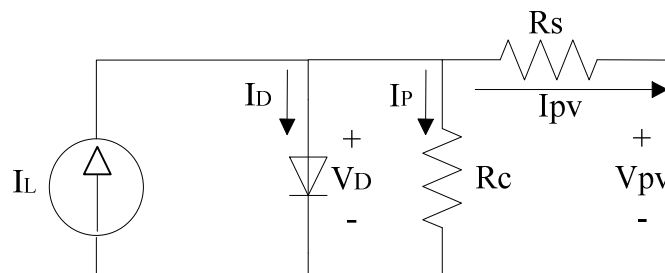 Rs
ID
IP
Ipv
+
+
IL
VD
Rc
Vpv
-
-